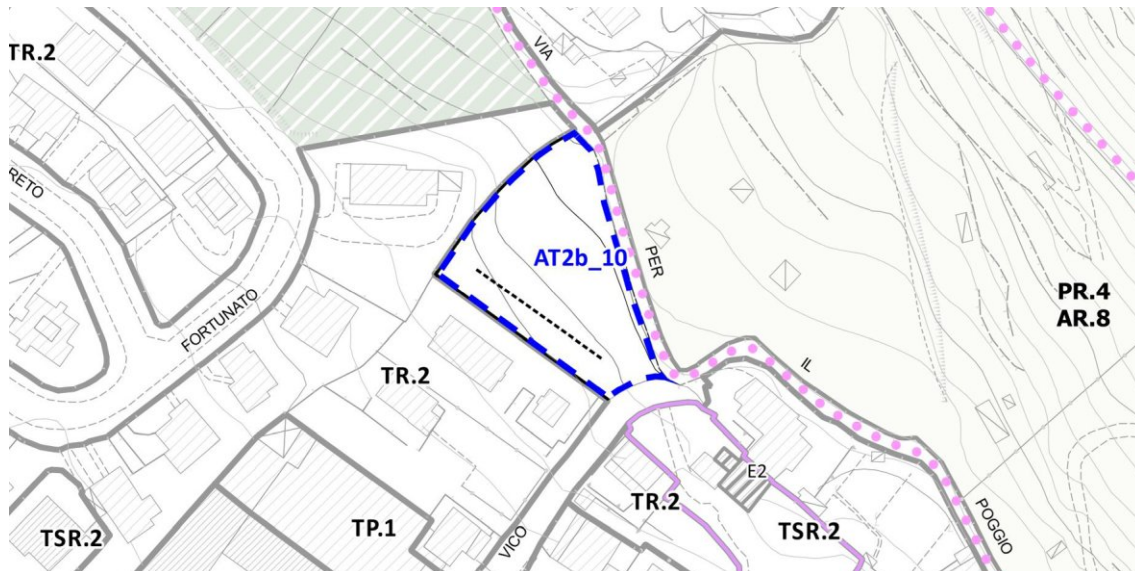 TR.2
VIA
RETO
AT2b_10
PER
PR.4
AR.8
FORTUNATO
TR.2
IL
E2
TR.2
TSR.2
TP.1
VICO
TSR.2
POGGIO